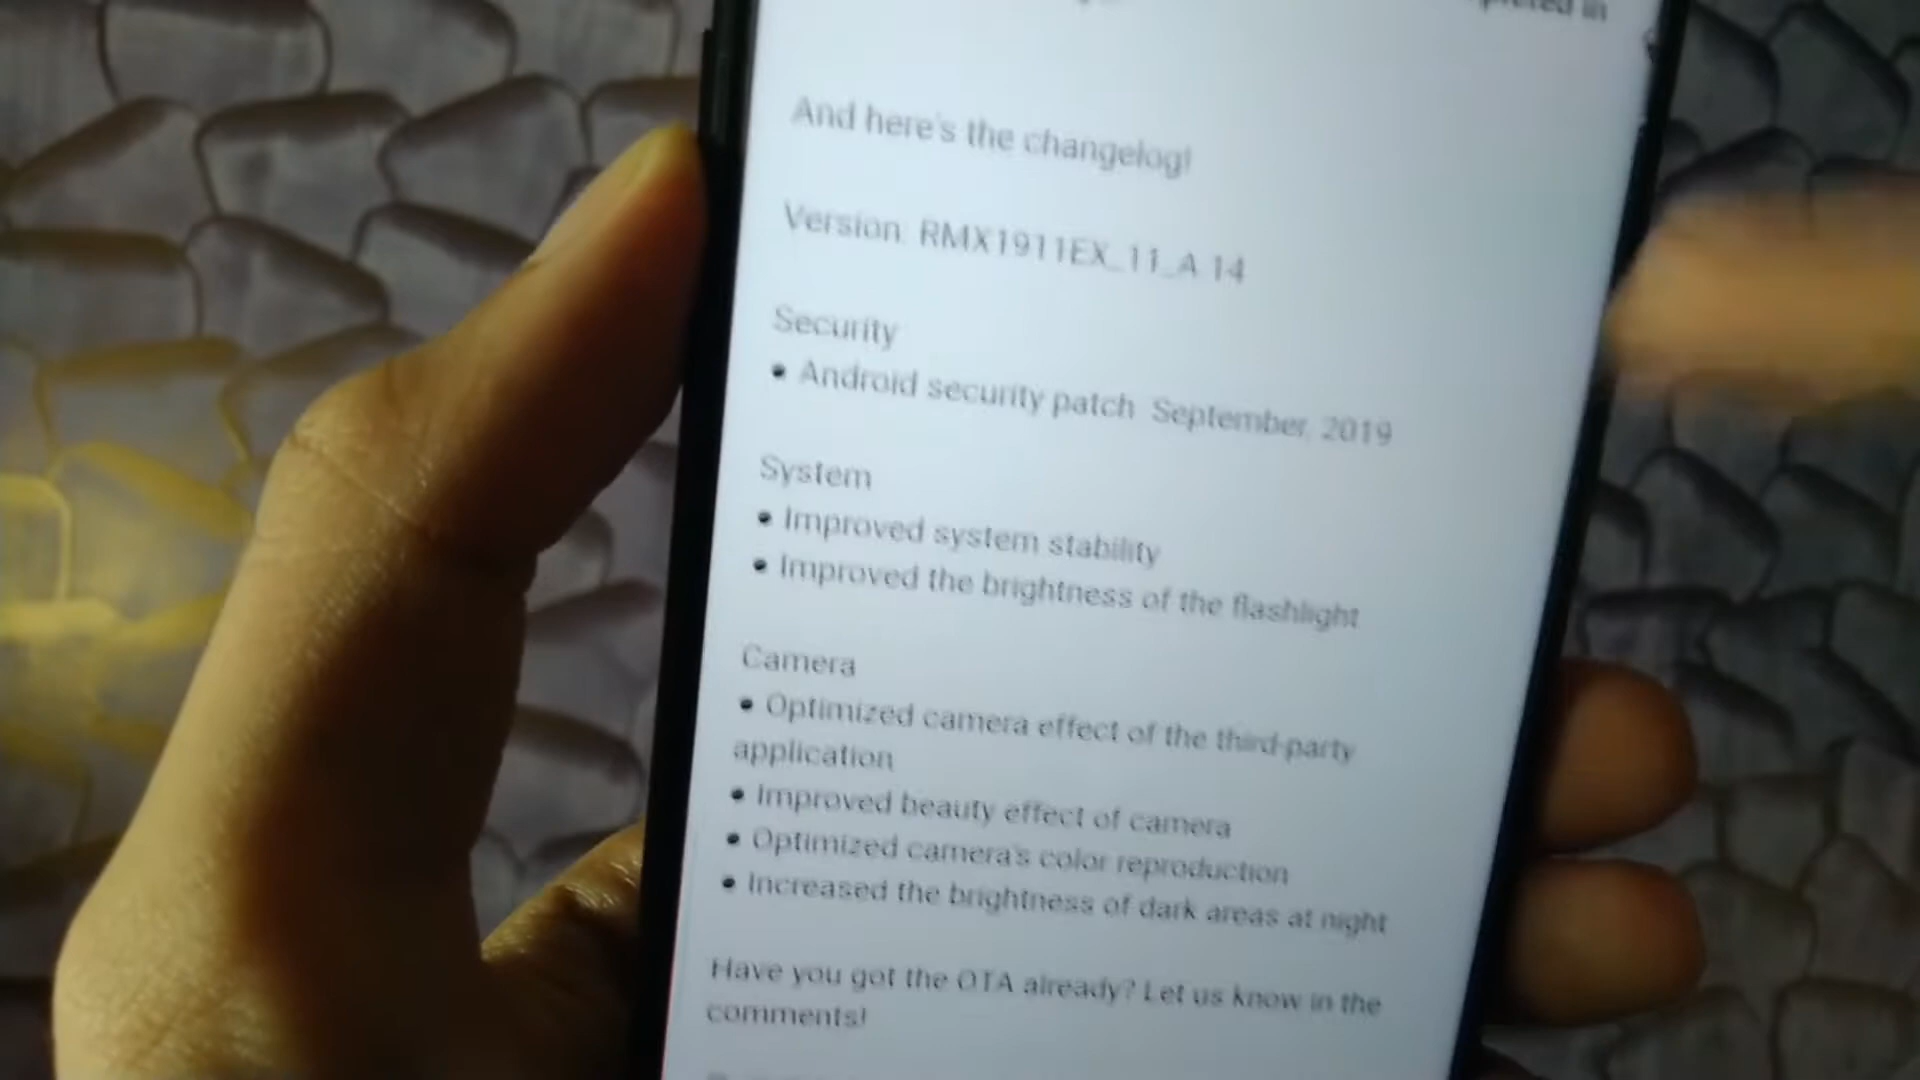 in
And here's the changelog!
Version: RMX1911EX_11_A.14
Security
• Android security patch: September, 2019
System
• Improved system stability
• Improved the brightness of the flashlight
Camera
• Optimized camera effect of the third-party
application
• Improved beauty effect of camera
• Optimized camera's color reproduction
• Increased the brightness of dark areas at night
Have you got the OTA already? Let us know in the
comments!